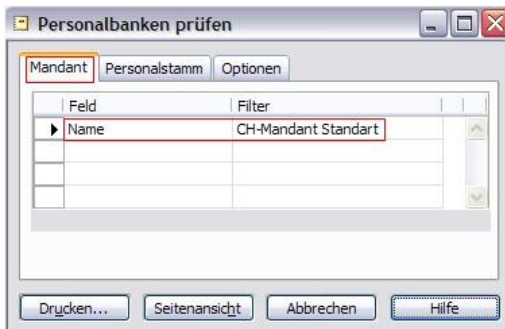 Personalbanken prüfen
Mandant Personalstamm Optionen
Feld Filter
Name CH-Mandant Standart
Drucken... Seitenansicht Abbrechen Hilfe